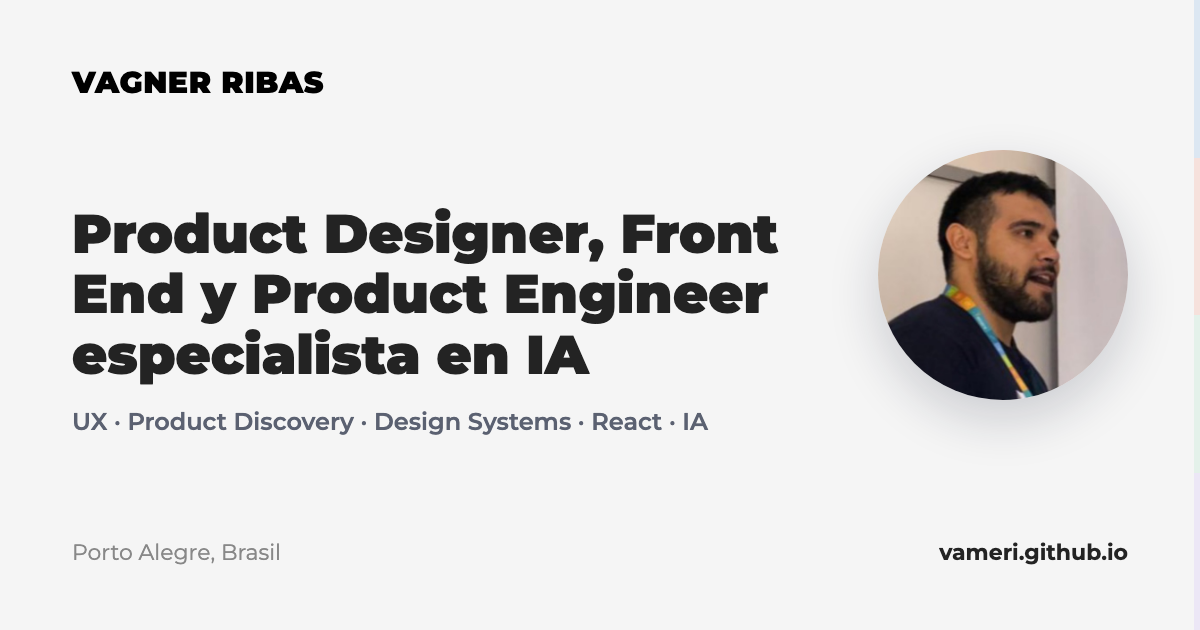 VAGNER RIBAS
Product Designer, Front
End y Product Engineer
especialista en IA
UX · Product Discovery · Design Systems · React · IA
Porto Alegre, Brasil
vameri.github.io